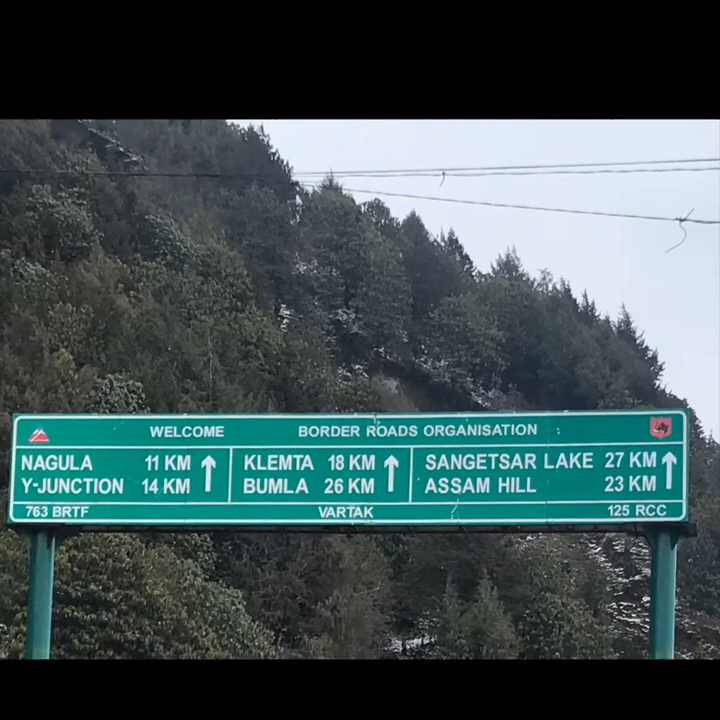 WELCOME BORDER ROADS ORGANISATION
NAGULA 11 KM
Y-JUNCTION 14 KM
KLEMTA 18 KM
BUMLA 26 KM
SANGETSAR LAKE 27 KM
ASSAM HILL 23 KM
763 BRTF VARTAK 125 RCC